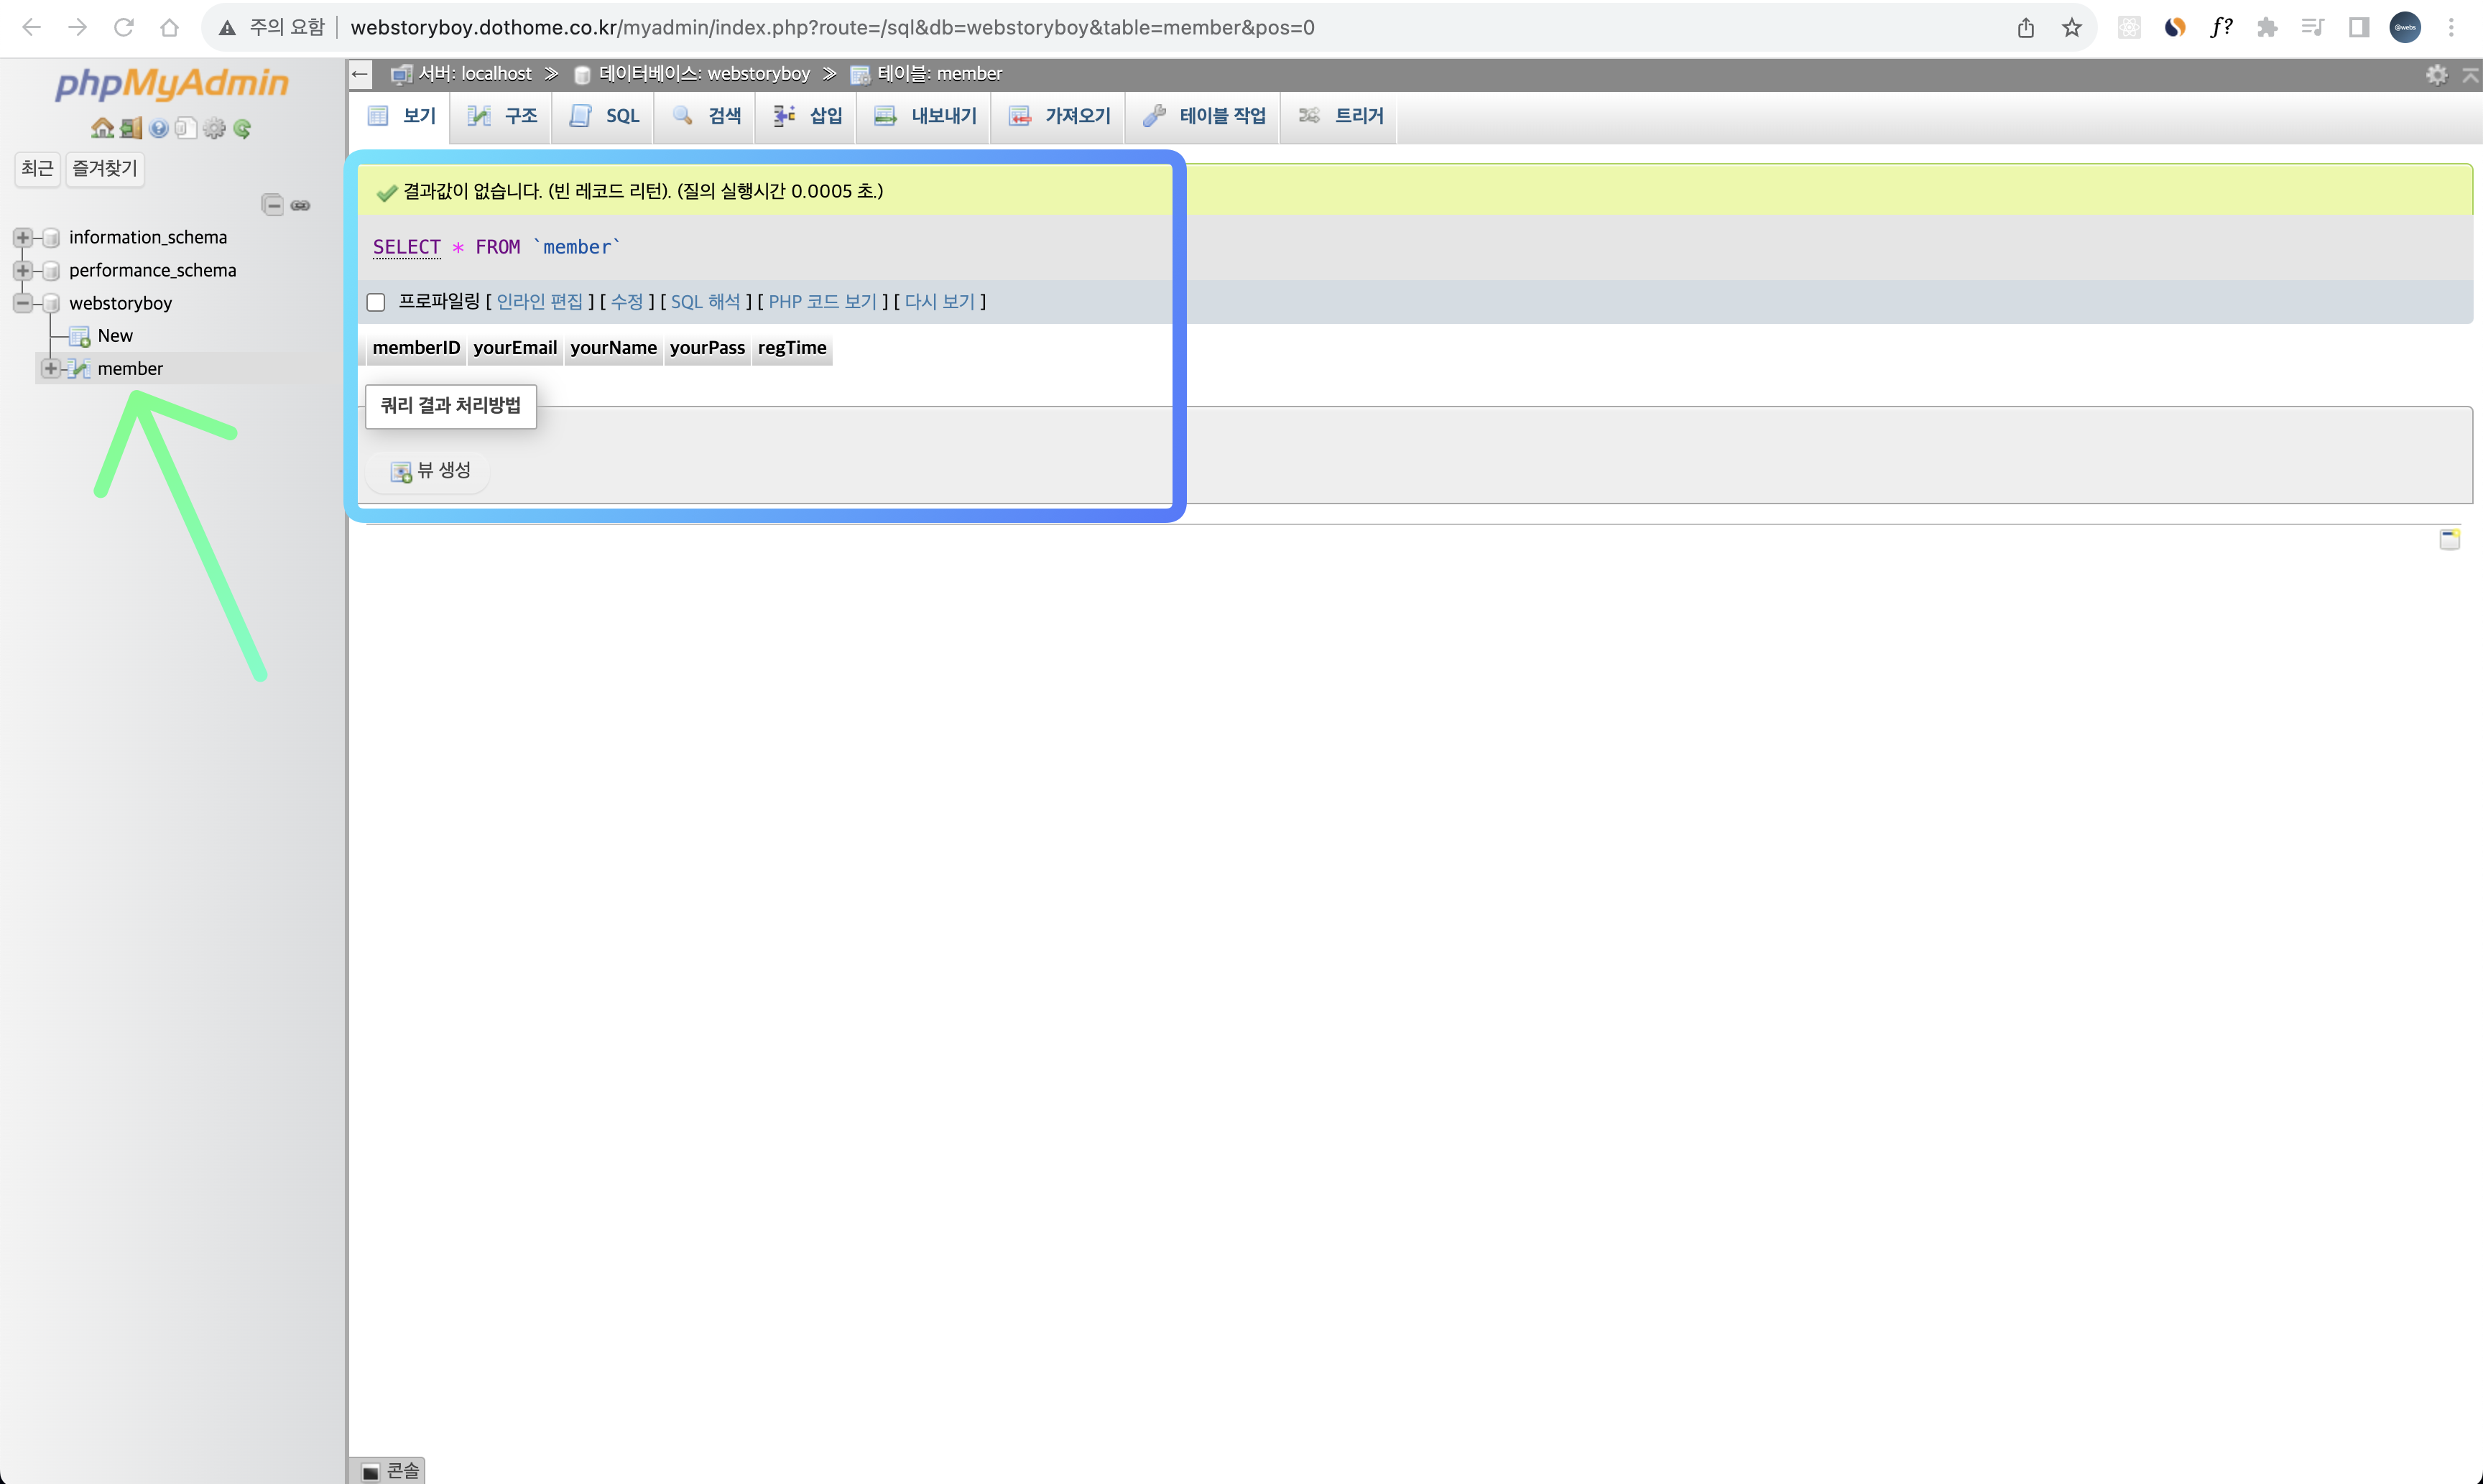 주의 요함 webstoryboy.dothome.co.kr/myadmin/index.php?route=/sql&db=webstoryboy&table=member&pos=0
f?
@webs
phpMyAdmin
최근 즐겨찾기
information_schema
performance_schema
webstoryboy
New
member
서버: localhost » 데이터베이스: webstoryboy » 테이블: member
보기 구조 SQL 검색 삽입 내보내기 가져오기 테이블 작업 트리거
결과값이 없습니다. (빈 레코드 리턴). (질의 실행시간 0.0005 초.)
SELECT * FROM `member`
프로파일링 [ 인라인 편집 ] [ 수정 ] [ SQL 해석 ] [ PHP 코드 보기 ] [ 다시 보기 ]
memberID yourEmail yourName yourPass regTime
쿼리 결과 처리방법
뷰 생성
콘솔